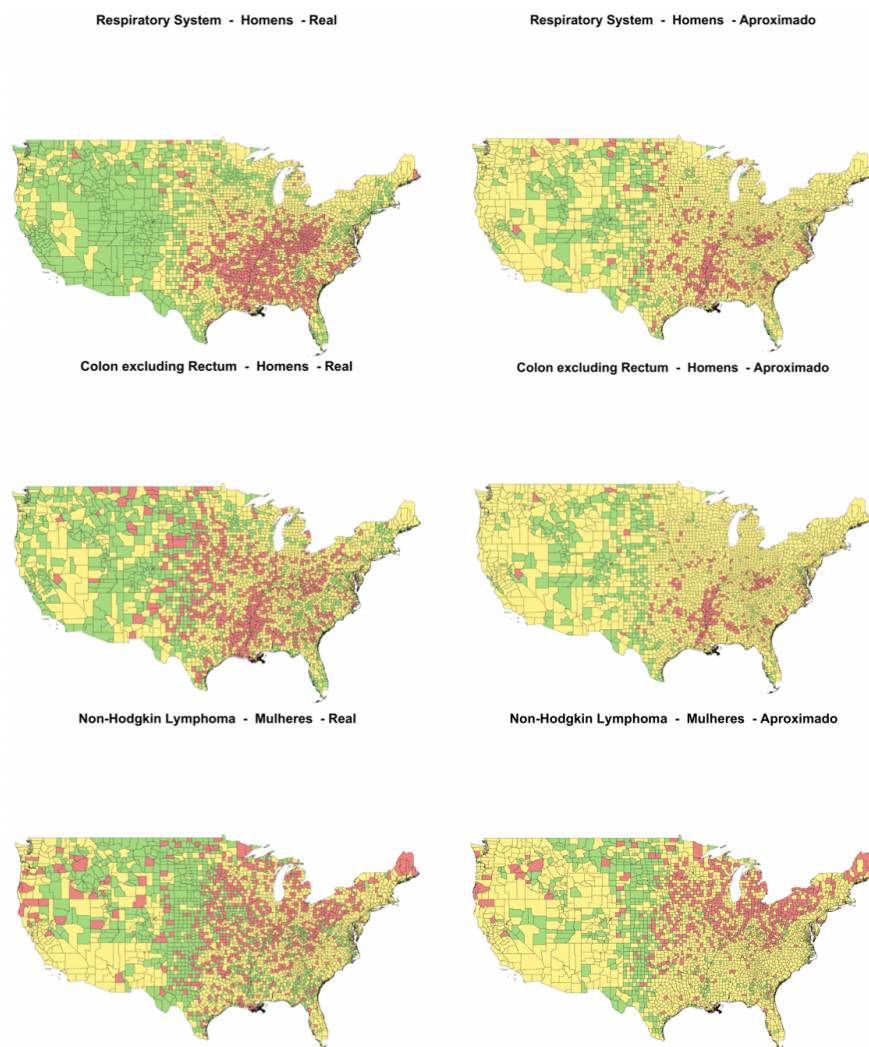 Respiratory System - Homens - Real
Respiratory System - Homens - Aproximado
Colon excluding Rectum - Homens - Real
Colon excluding Rectum - Homens - Aproximado
Non-Hodgkin Lymphoma - Mulheres - Real
Non-Hodgkin Lymphoma - Mulheres - Aproximado